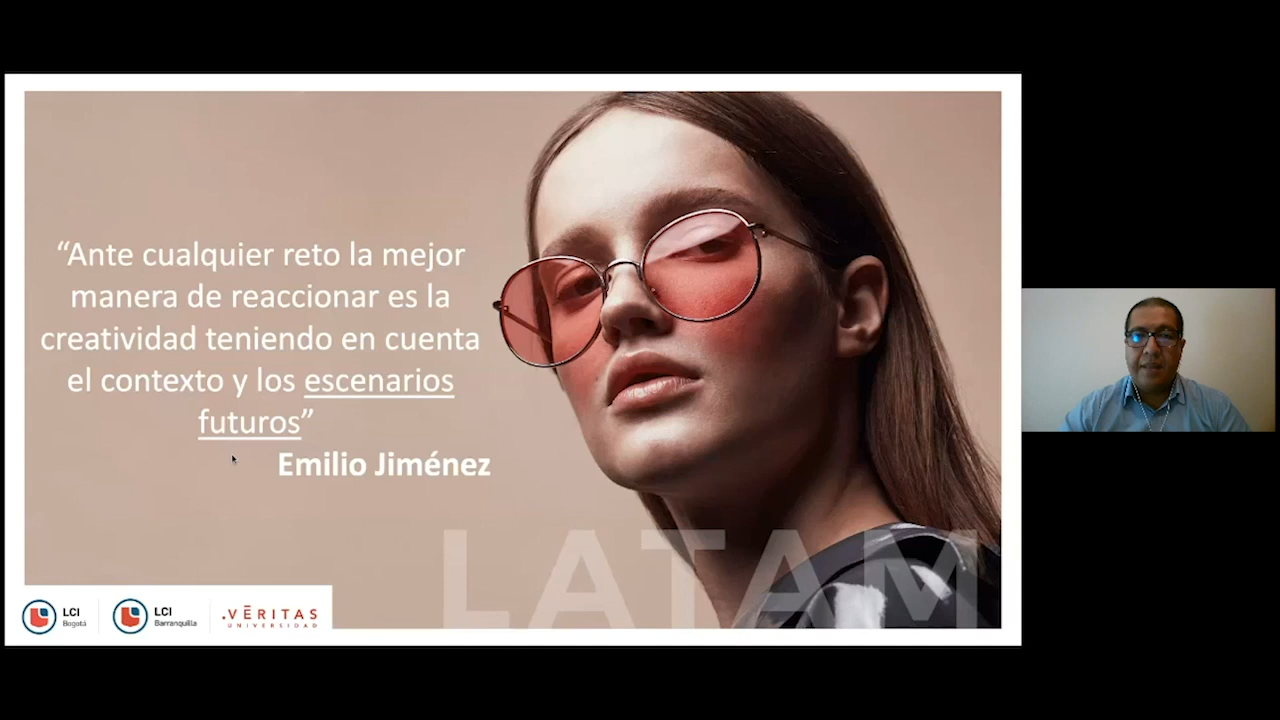 “Ante cualquier reto la mejor
manera de reaccionar es la
creatividad teniendo en cuenta
el contexto y los escenarios
futuros”
Emilio Jiménez
LATAM
LCI
Bogotá
LCI
Barranquilla
.VĒRITAS
UNIVERSIDAD